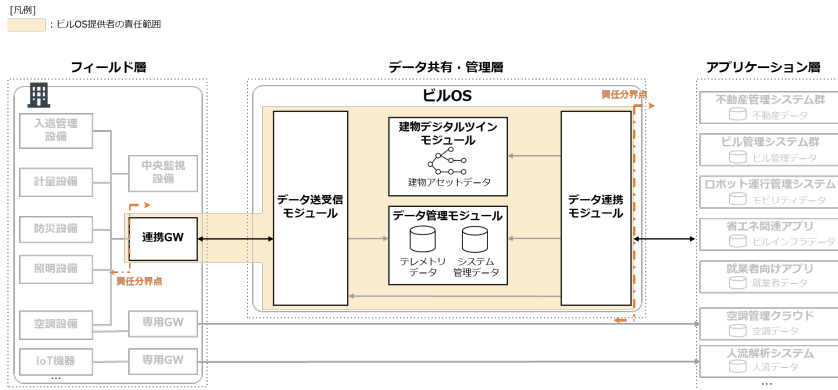 [凡例]
：ビルOS提供者の責任範囲
フィールド層
データ共有・管理層
アプリケーション層
入退管理
設備
計量設備
防災設備
照明設備
空調設備
IoT機器
…
中央監視
設備
責任分界点
連携GW
責任分界点
専用GW
専用GW
ビルOS
責任分界点
データ送受信
モジュール
建物デジタルツイン
モジュール
建物アセットデータ
データ管理モジュール
テレメトリ
データ
システム
管理データ
データ連携
モジュール
不動産管理システム群
不動産データ
ビル管理システム群
ビル管理データ
ロボット運行管理システム
モビリティデータ
省エネ関連アプリ
ビルインフラデータ
就業者向けアプリ
就業者データ
空調管理クラウド
空調データ
人流解析システム
人流データ
…